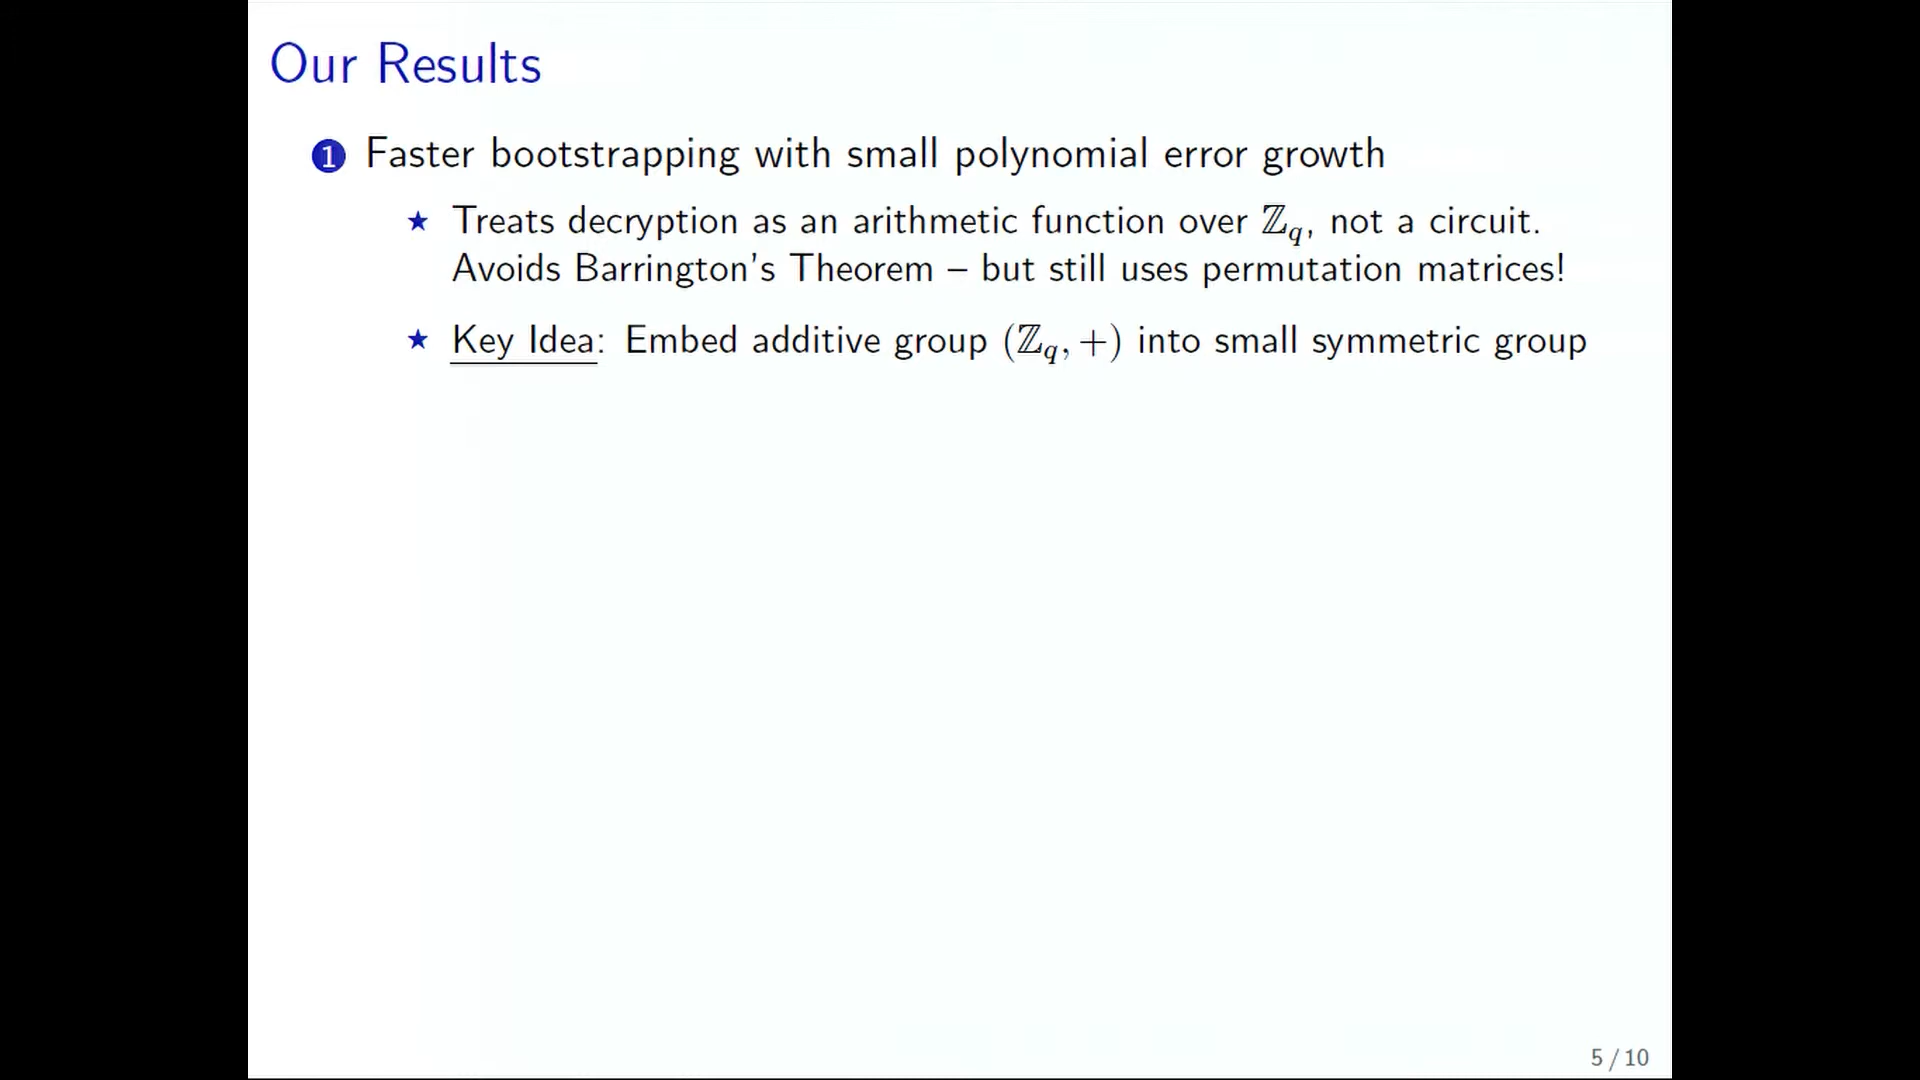 Our Results
1 Faster bootstrapping with small polynomial error growth
★ Treats decryption as an arithmetic function over ℤq, not a circuit.
Avoids Barrington's Theorem – but still uses permutation matrices!
★ Key Idea: Embed additive group (ℤq, +) into small symmetric group
5 / 10